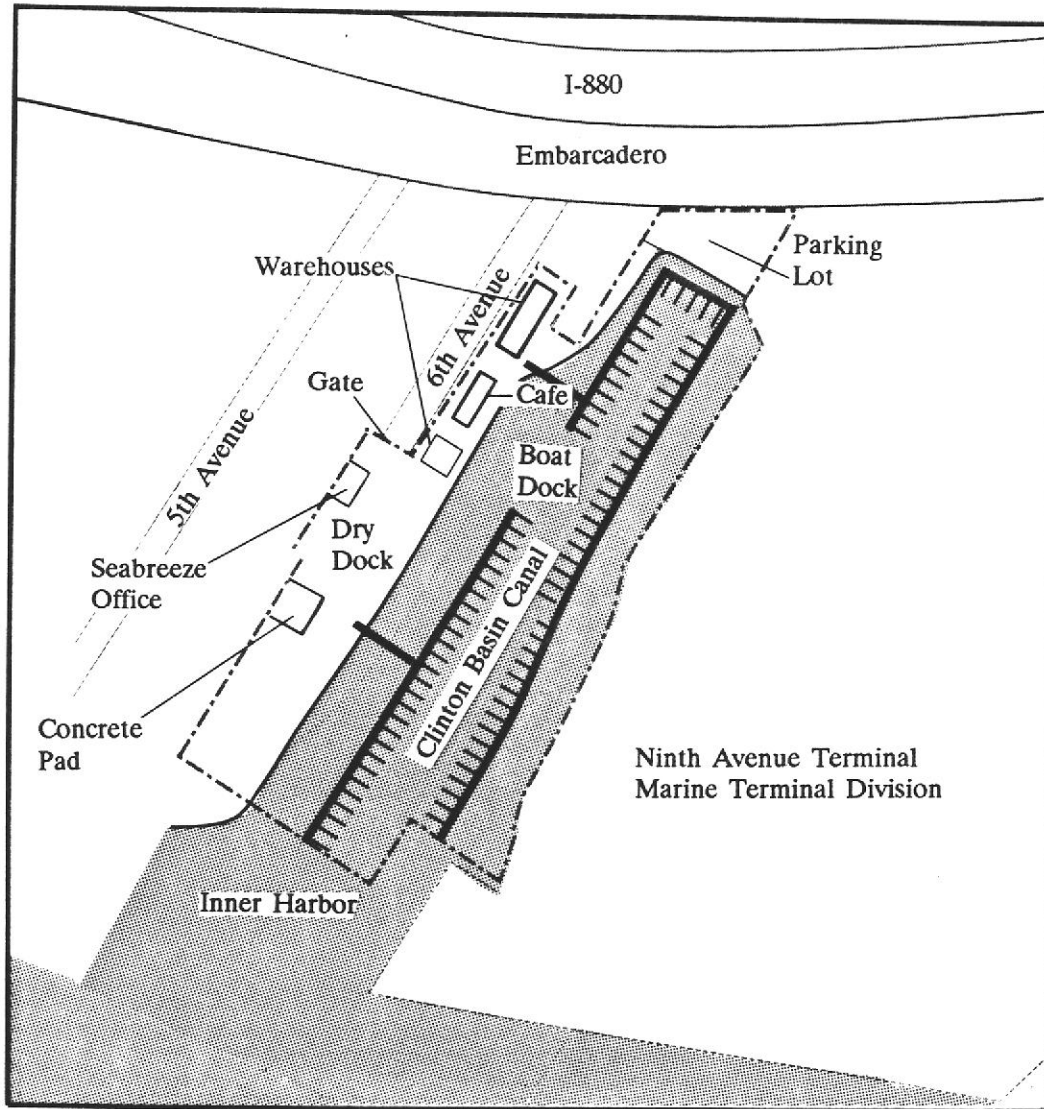 I-880
Embarcadero
Parking
Lot
Warehouses
6th Avenue
Gate
Cafe
5th Avenue
Boat
Dock
Dry
Dock
Seabreeze
Office
Clinton Basin Canal
Concrete
Pad
Ninth Avenue Terminal
Marine Terminal Division
Inner Harbor